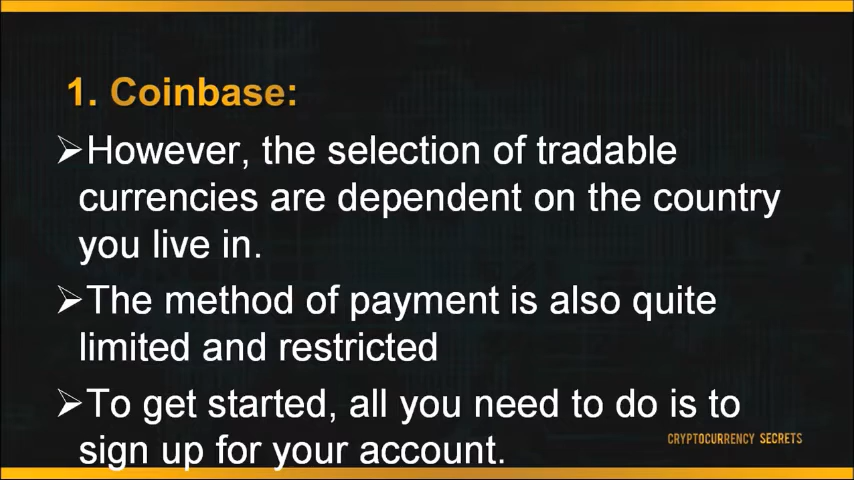 1. Coinbase:
➢However, the selection of tradable
currencies are dependent on the country
you live in.
➢The method of payment is also quite
limited and restricted
➢To get started, all you need to do is to
sign up for your account.
CRYPTOCURRENCY SECRETS